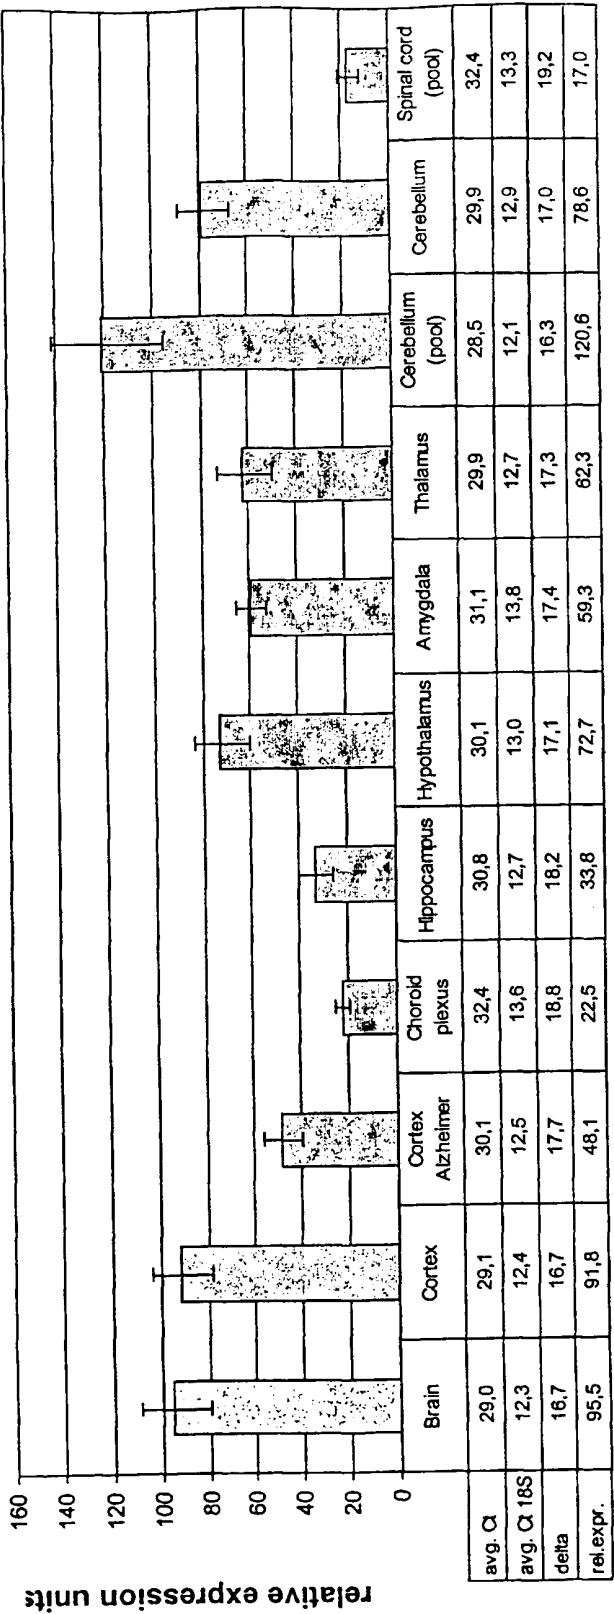 relative expression units
160
140
120
100
80
60
40
20
0
Brain Cortex Cortex Alzheimer Choroid plexus Hippocampus Hypothalamus Amygdala Thalamus Cerebellum (pool) Cerebellum Spinal cord (pool)
avg. Ct 29,0 29,1 30,1 32,4 30,8 30,1 31,1 29,9 28,5 29,9 32,4
avg. Ct 18S 12,3 12,4 12,5 13,6 12,7 13,0 13,8 12,7 12,1 12,9 13,3
delta 16,7 16,7 17,7 18,8 18,2 17,1 17,4 17,3 16,3 17,0 19,2
rel.expr. 95,5 91,8 48,1 22,5 33,8 72,7 59,3 62,3 120,6 78,6 17,0